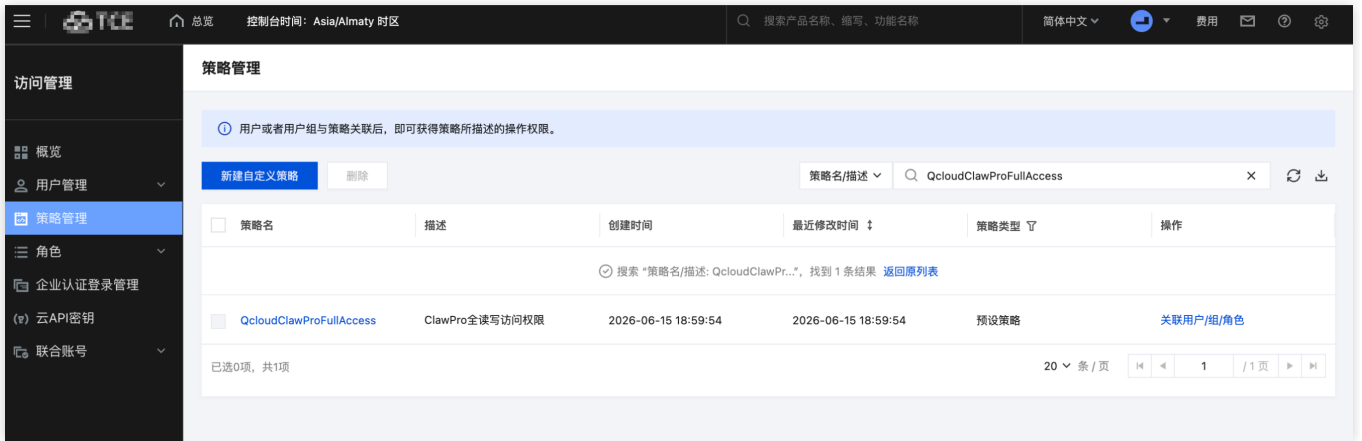 TCE 总览 控制台时间：Asia/Almaty 时区 搜索产品名称、缩写、功能名称 简体中文 费用
访问管理
概览
用户管理
策略管理
角色
企业认证登录管理
云API密钥
联合账号
策略管理
用户或者用户组与策略关联后，即可获得策略所描述的操作权限。
新建自定义策略 删除 策略名/描述 QcloudClawProFullAccess
策略名 描述 创建时间 最近修改时间 策略类型 操作
搜索 “策略名/描述: QcloudClawPr...”，找到 1 条结果 返回原列表
QcloudClawProFullAccess ClawPro全读写访问权限 2026-06-15 18:59:54 2026-06-15 18:59:54 预设策略 关联用户/组/角色
已选0项，共1项 20 条 / 页 1 / 1 页